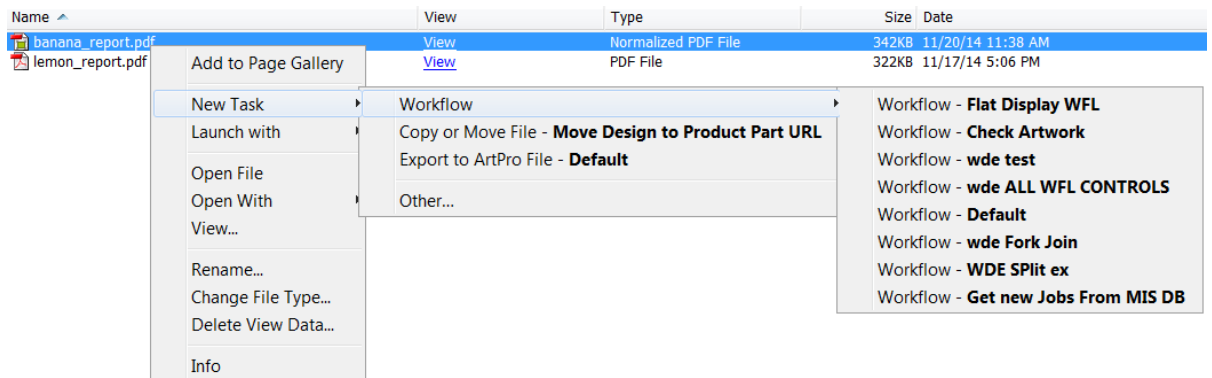 Name View Type Size Date
banana_report.pdf View Normalized PDF File 342KB 11/20/14 11:38 AM
lemon_report.pdf View PDF File 322KB 11/17/14 5:06 PM
Add to Page Gallery
New Task
Launch with
Open File
Open With
View...
Rename...
Change File Type...
Delete View Data...
Info
Workflow
Copy or Move File - Move Design to Product Part URL
Export to ArtPro File - Default
Other...
Workflow - Flat Display WFL
Workflow - Check Artwork
Workflow - wde test
Workflow - wde ALL WFL CONTROLS
Workflow - Default
Workflow - wde Fork Join
Workflow - WDE SPlit ex
Workflow - Get new Jobs From MIS DB